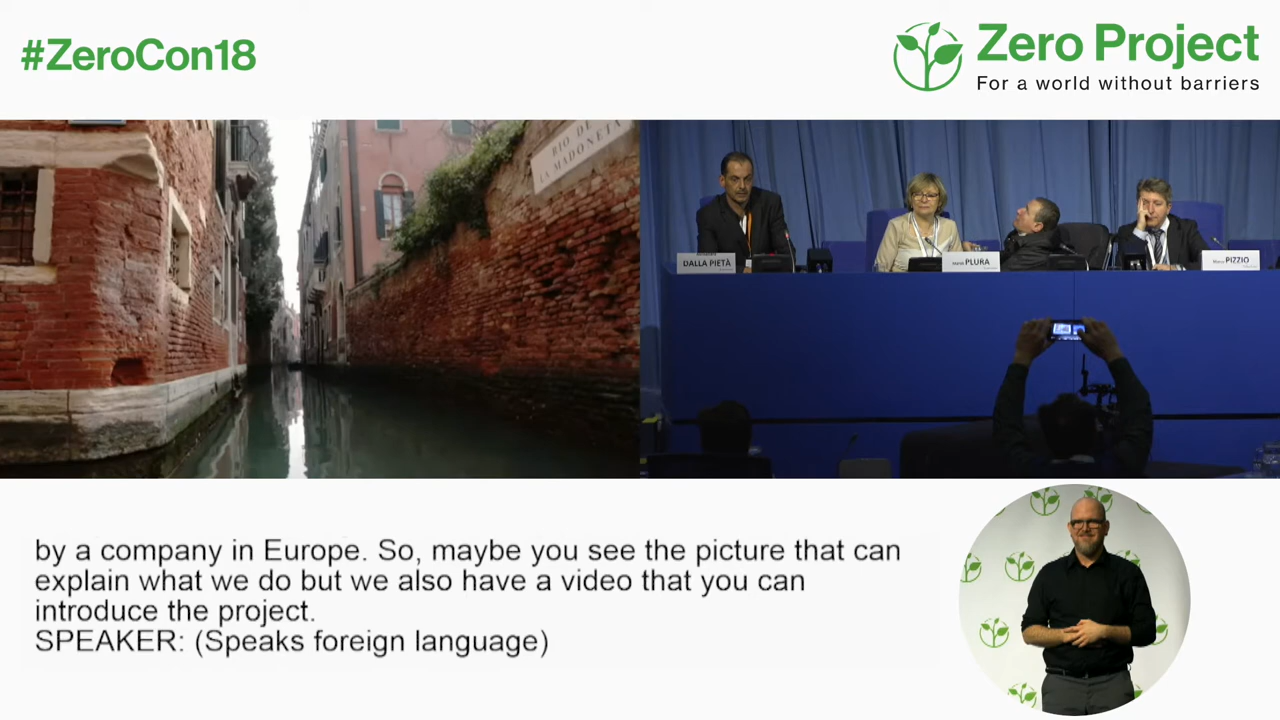 #ZeroCon18
Zero Project
For a world without barriers
RIO DE
LA MADONETA
DALLA PIETÀ
PLURA
Marco PIZZIO
by a company in Europe. So, maybe you see the picture that can
explain what we do but we also have a video that you can
introduce the project.
SPEAKER: (Speaks foreign language)